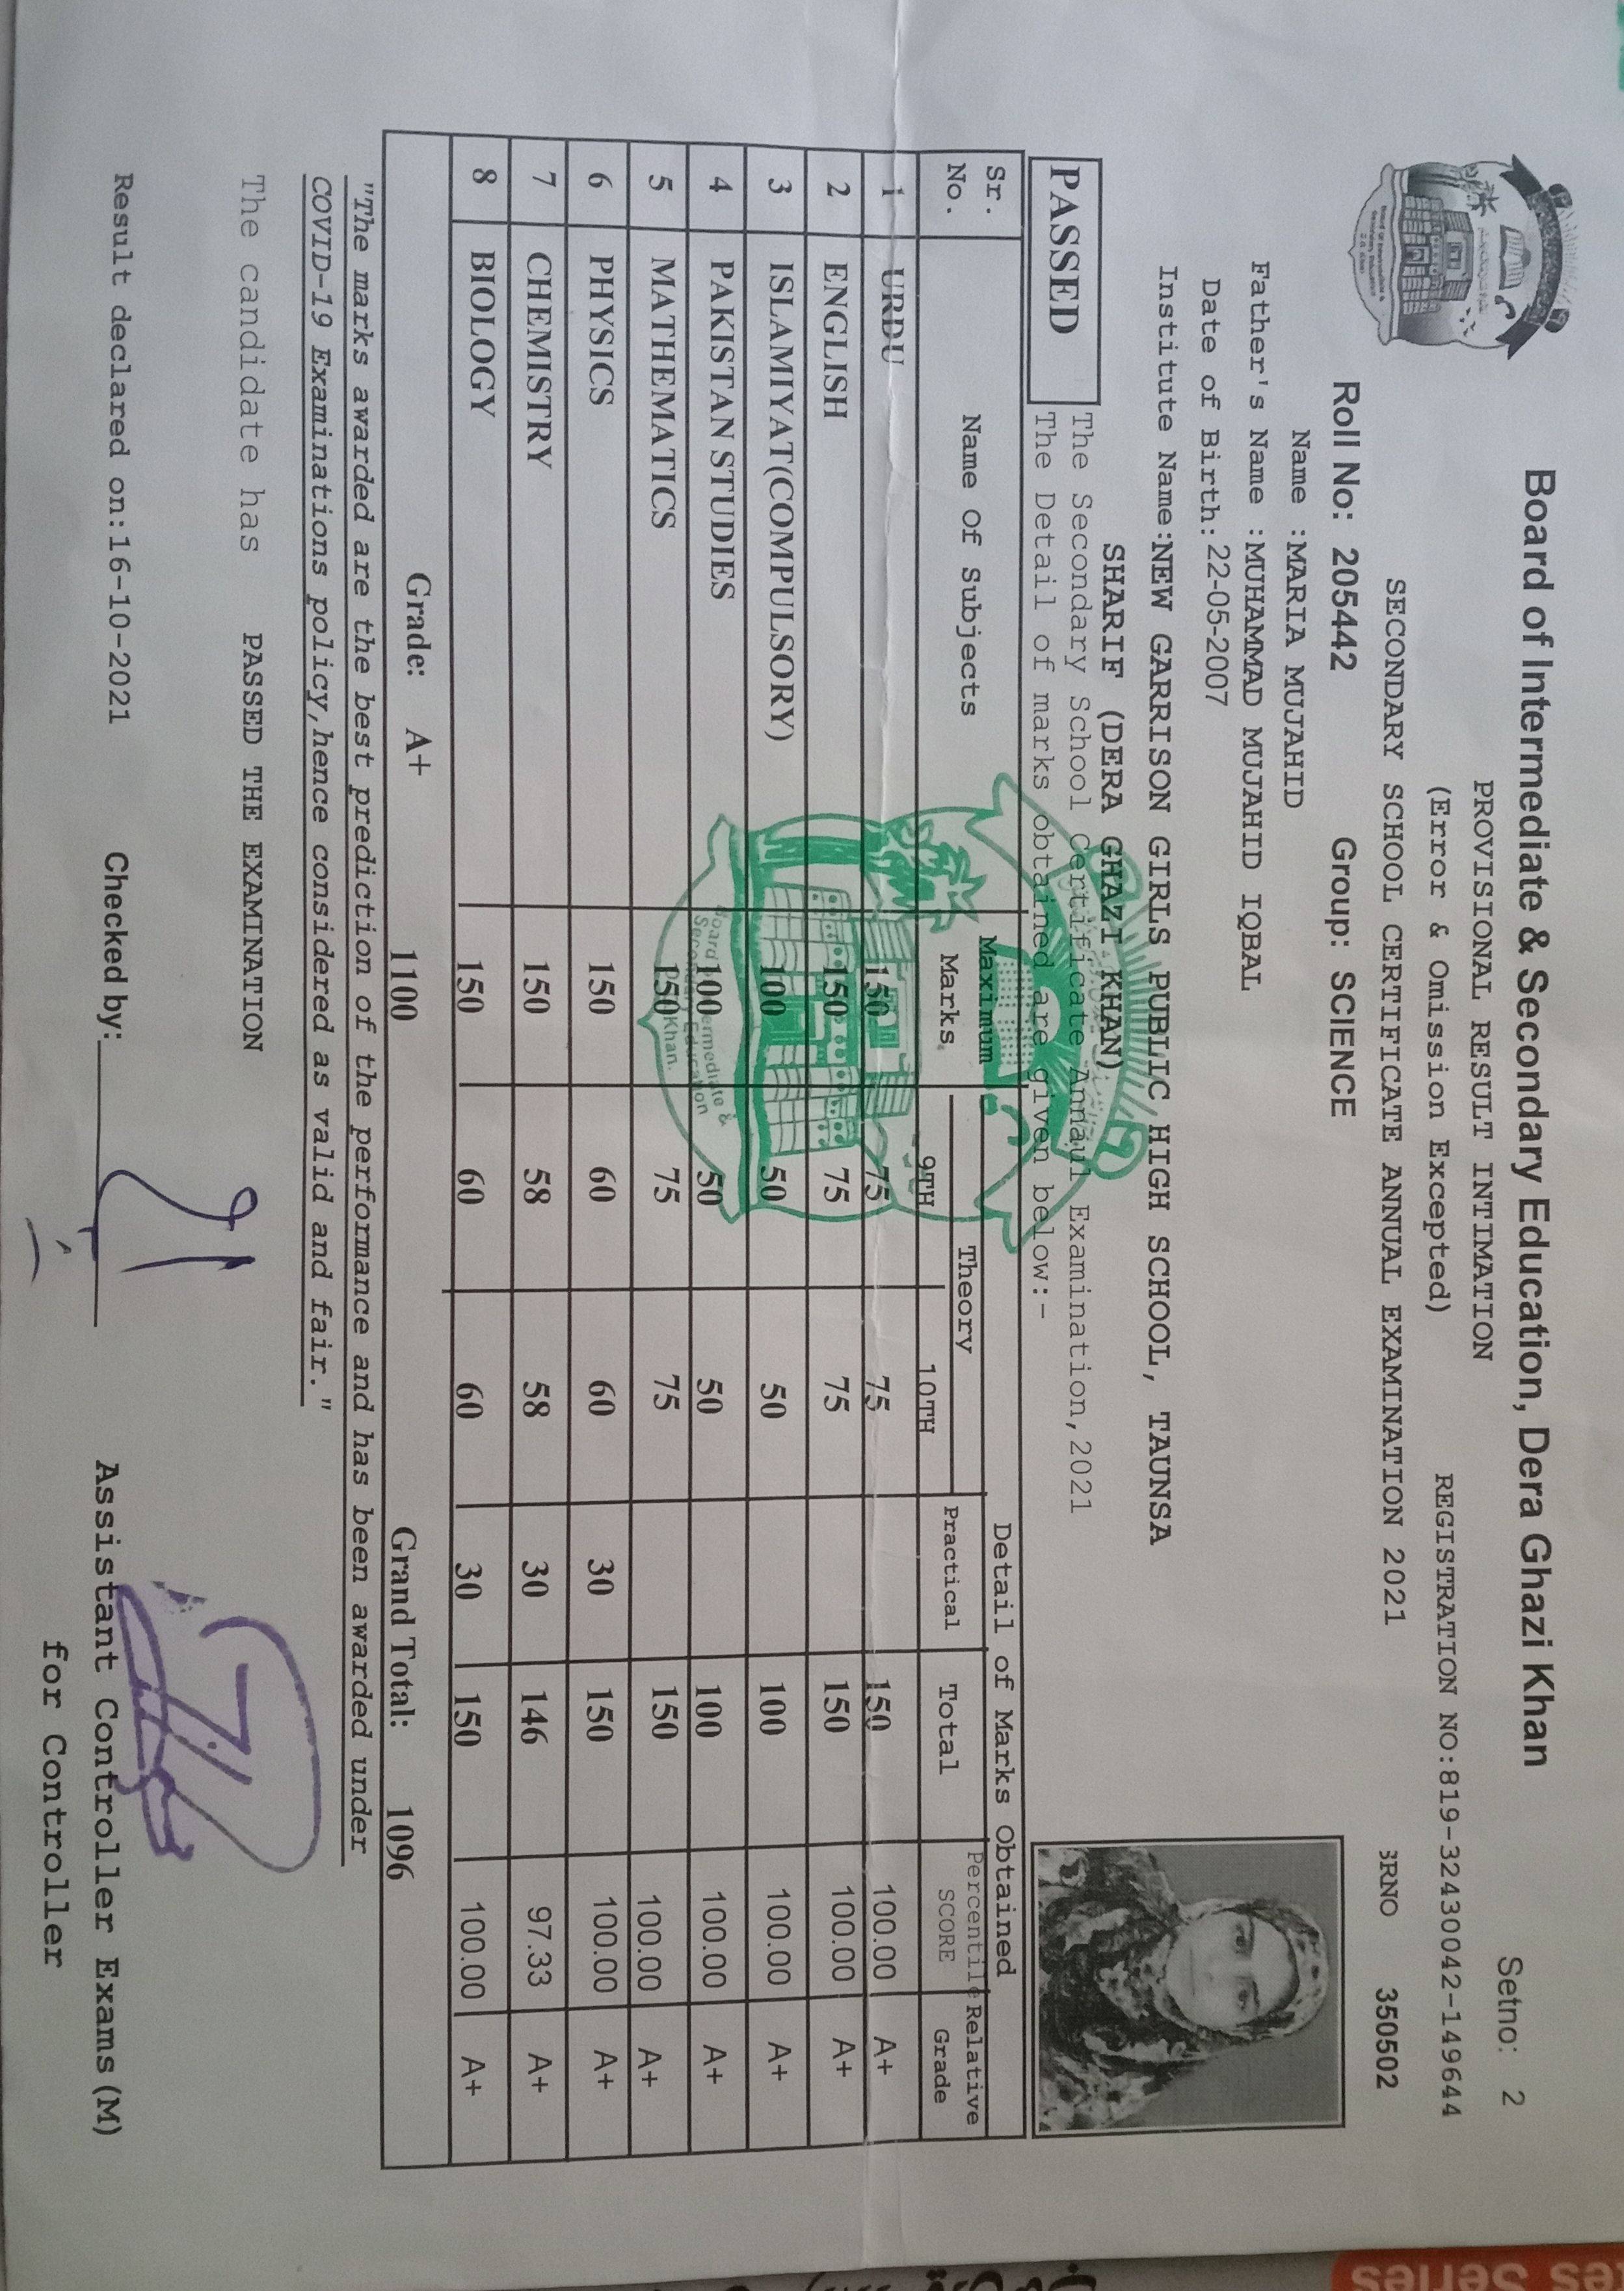 Board of Intermediate & Secondary Education, Dera Ghazi Khan
Setno: 2
PROVISIONAL RESULT INTIMATION
(Error & Omission Excepted)
REGISTRATION NO:819-32430042-149644
SECONDARY SCHOOL CERTIFICATE ANNUAL EXAMINATION 2021
SRNO 350502
Roll No: 205442 Group: SCIENCE
Name :MARIA MUJAHID
Father's Name :MUHAMMAD MUJAHID IQBAL
Date of Birth: 22-05-2007
Institute Name:NEW GARRISON GIRLS PUBLIC HIGH SCHOOL, TAUNSA
SHARIF (DERA GHAZI KHAN)
PASSED
The Secondary School Certificate Annaul Examination,2021
The Detail of marks obtained are given below:-
Sr. No. Name Of Subjects Maximum Marks Detail of Marks Obtained
Theory Practical Total Percentile SCORE Relative Grade
9TH 10TH
1 URDU 150 75 75 150 100.00 A+
2 ENGLISH 150 75 75 150 100.00 A+
3 ISLAMIYAT(COMPULSORY) 100 50 50 100 100.00 A+
4 PAKISTAN STUDIES 100 50 50 100 100.00 A+
5 MATHEMATICS 150 75 75 150 100.00 A+
6 PHYSICS 150 60 60 30 150 100.00 A+
7 CHEMISTRY 150 58 58 30 146 97.33 A+
8 BIOLOGY 150 60 60 30 150 100.00 A+
Grade: A+ 1100 Grand Total: 1096
"The marks awarded are the best prediction of the performance and has been awarded under
COVID-19 Examinations policy,hence considered as valid and fair."
The candidate has PASSED THE EXAMINATION
Result declared on:16-10-2021 Checked by:
Assistant Controller Exams(M)
for Controller